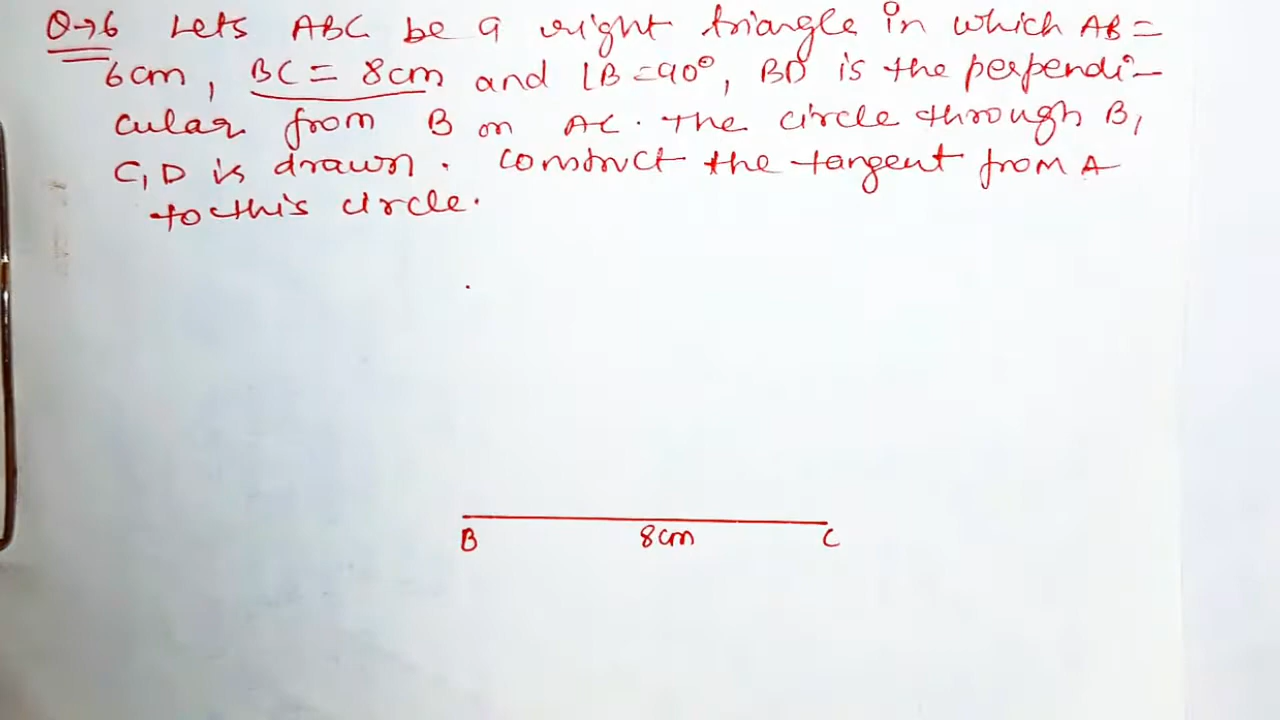 Q→6 Lets ABC be a right triangle in which AB =
6cm, BC = 8cm and ∠B = 90°, BD is the perpendi-
cular from B on AC. The circle through B,
C, D is drawn. construct the tangent from A
to this circle.
B 8cm C